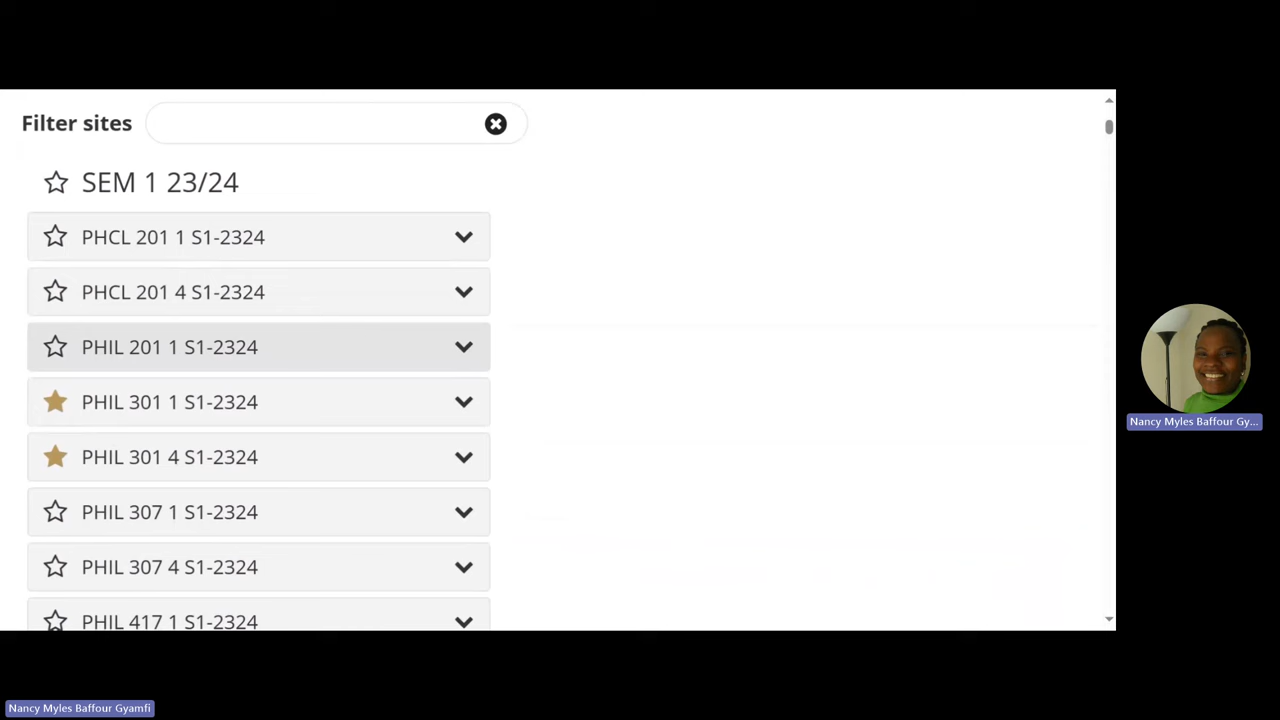 Filter sites
SEM 1 23/24
PHCL 201 1 S1-2324
PHCL 201 4 S1-2324
PHIL 201 1 S1-2324
PHIL 301 1 S1-2324
PHIL 301 4 S1-2324
PHIL 307 1 S1-2324
PHIL 307 4 S1-2324
PHIL 417 1 S1-2324
Nancy Myles Baffour Gy...
Nancy Myles Baffour Gyamfi